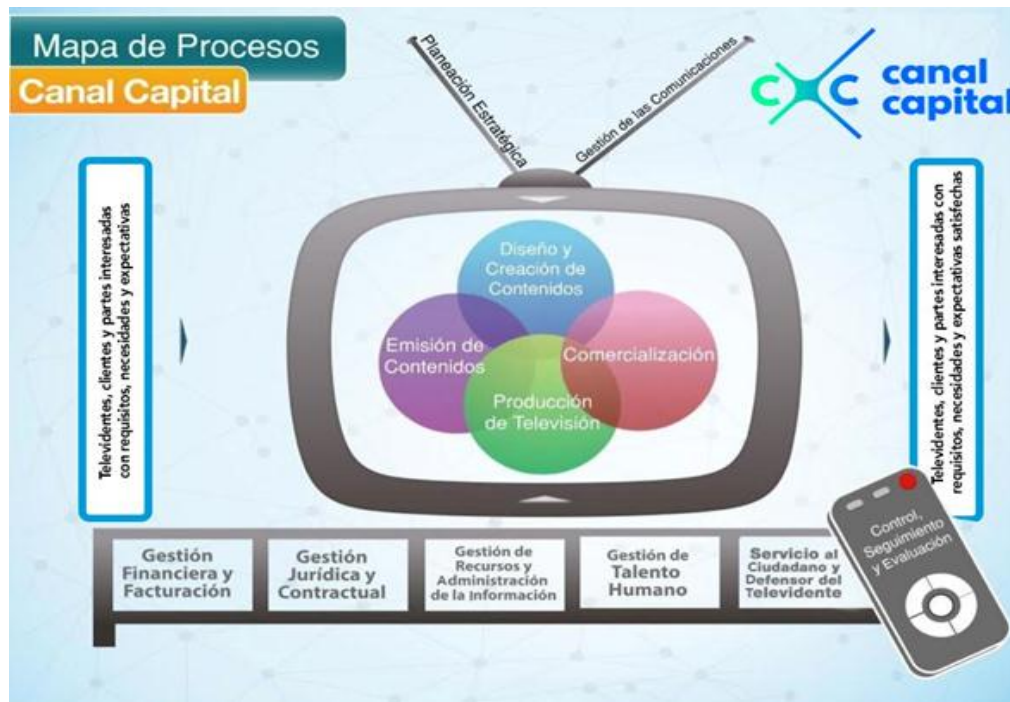 Mapa de Procesos
Canal Capital
Planeación Estratégica
Gestión de las Comunicaciones
cxc canal
capital
Televidentes, clientes y partes interesadas
con requisitos, necesidades y expectativas
Diseño y
Creación de
Contenidos
Emisión de
Contenidos
Comercialización
Producción
de Televisión
Televidentes, clientes y partes interesadas con
requisitos, necesidades y expectativas satisfechas
Gestión
Financiera y
Facturación
Gestión
Jurídica y
Contractual
Gestión de
Recursos y
Administración
de la Información
Gestión de
Talento
Humano
Servicio al
Ciudadano y
Defensor del
Televidente
Control,
Seguimiento
y Evaluación